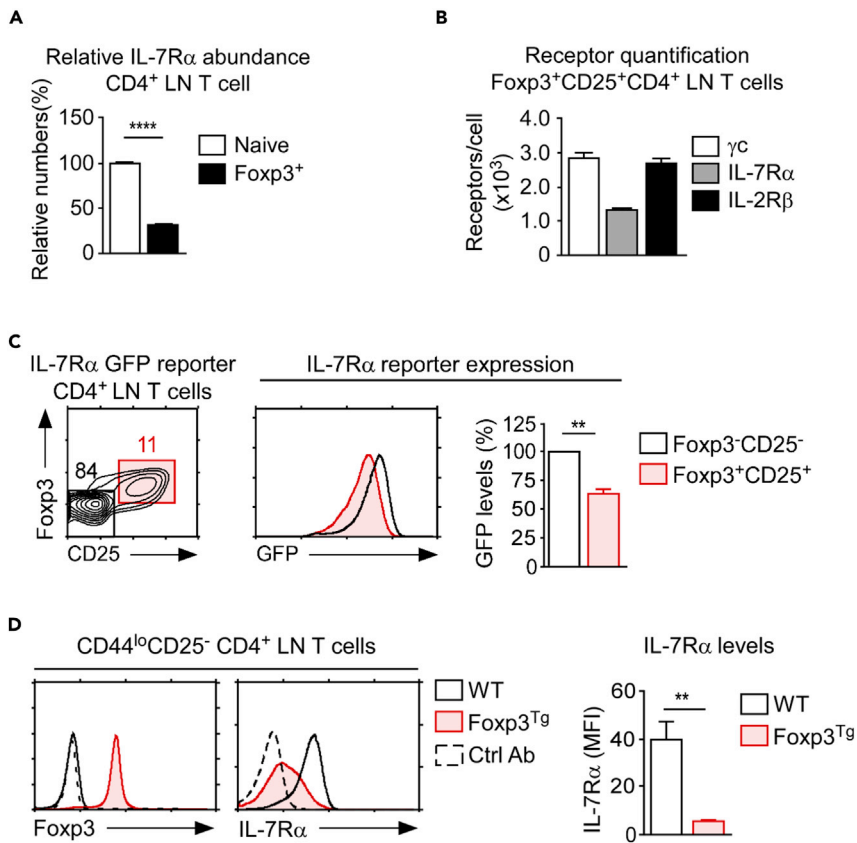 A
Relative IL-7Rα abundance
CD4⁺ LN T cell
Relative numbers(%)
150
100
50
0
****
Naive
Foxp3⁺
B
Receptor quantification
Foxp3⁺CD25⁺CD4⁺ LN T cells
Receptors/cell
(x10³)
4.0
3.0
2.0
1.0
0
γc
IL-7Rα
IL-2Rβ
C
IL-7Rα GFP reporter
CD4⁺ LN T cells
Foxp3
84
11
CD25
IL-7Rα reporter expression
GFP
GFP levels (%)
125
100
75
50
25
0
**
Foxp3⁻CD25⁻
Foxp3⁺CD25⁺
D
CD44ˡᵒCD25⁻ CD4⁺ LN T cells
Foxp3
IL-7Rα
WT
Foxp3ᵀᵍ
Ctrl Ab
IL-7Rα levels
IL-7Rα (MFI)
60
40
20
0
**
WT
Foxp3ᵀᵍ